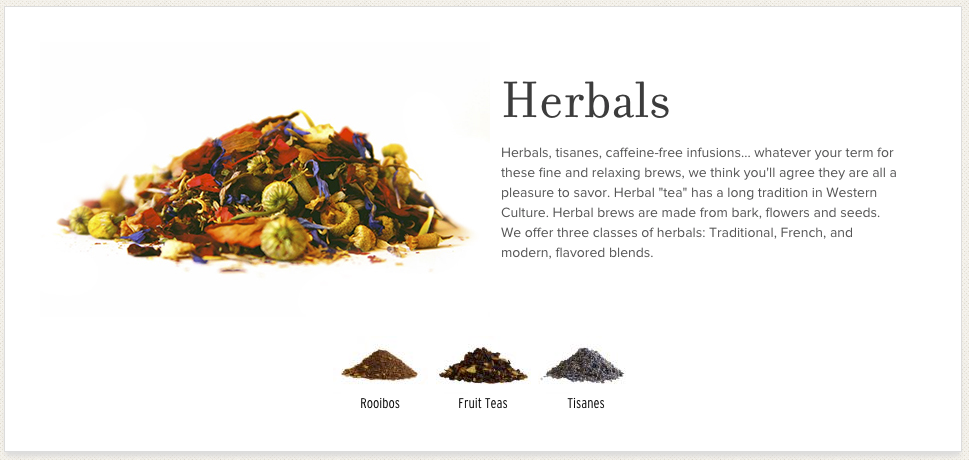 Herbals
Herbals, tisanes, caffeine-free infusions... whatever your term for
these fine and relaxing brews, we think you'll agree they are all a
pleasure to savor. Herbal "tea" has a long tradition in Western
Culture. Herbal brews are made from bark, flowers and seeds.
We offer three classes of herbals: Traditional, French, and
modern, flavored blends.
Rooibos
Fruit Teas
Tisanes